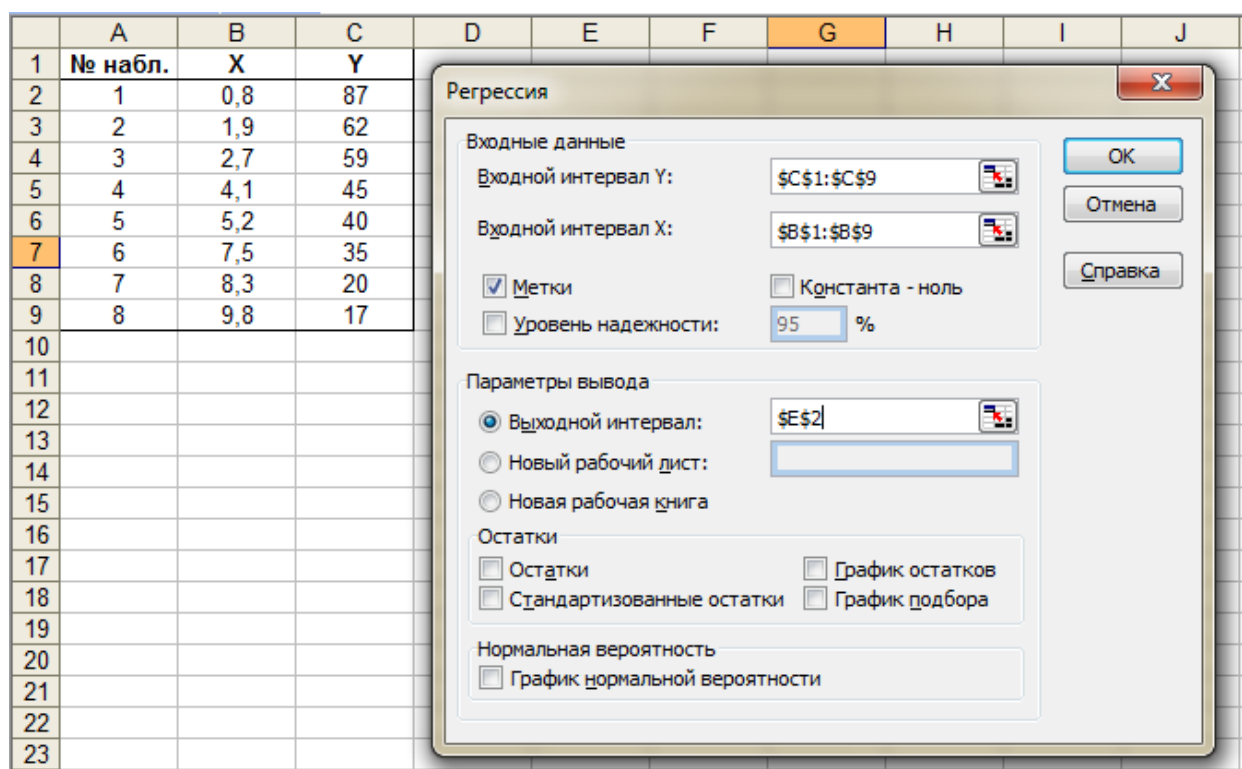 A B C D E F G H I J
1 № набл. X Y
2 1 0,8 87
3 2 1,9 62
4 3 2,7 59
5 4 4,1 45
6 5 5,2 40
7 6 7,5 35
8 7 8,3 20
9 8 9,8 17
10
11
12
13
14
15
16
17
18
19
20
21
22
23
Регрессия
Входные данные
Входной интервал Y: $C$1:$C$9
Входной интервал X: $B$1:$B$9
Метки Константа - ноль
Уровень надежности: 95 %
OK
Отмена
Справка
Параметры вывода
Выходной интервал: $E$2
Новый рабочий лист:
Новая рабочая книга
Остатки
Остатки График остатков
Стандартизованные остатки График подбора
Нормальная вероятность
График нормальной вероятности